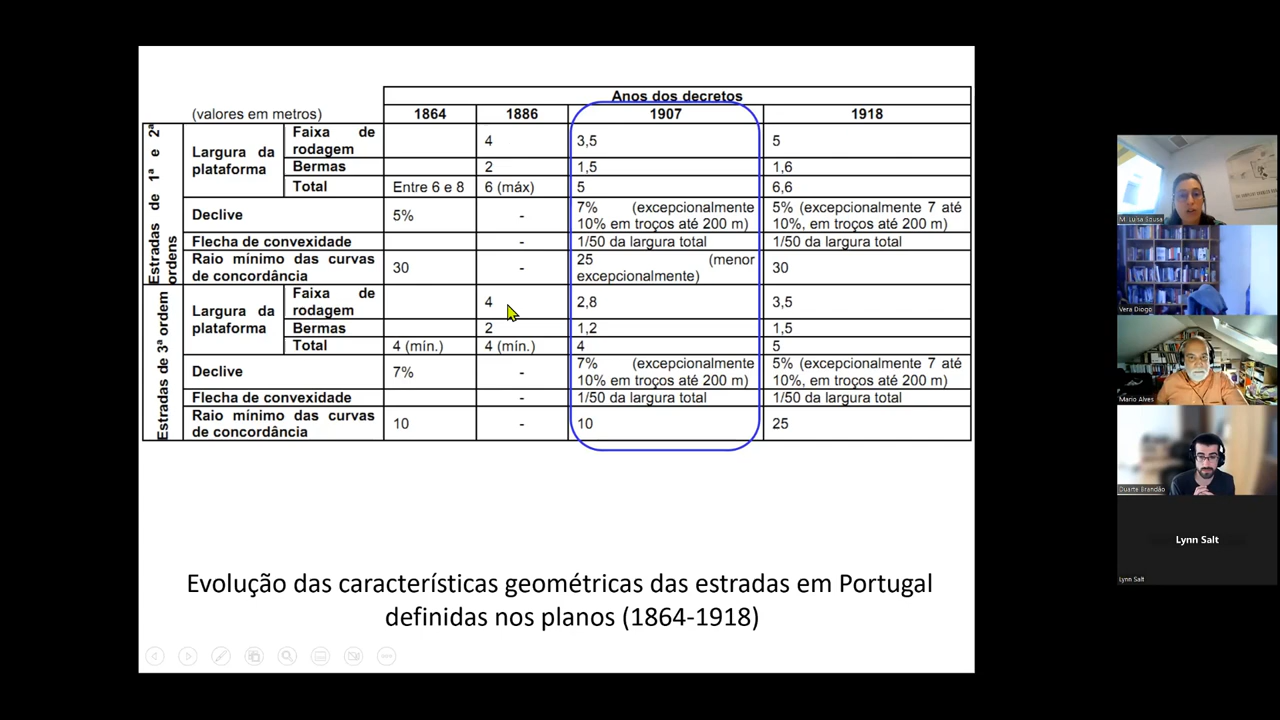 Anos dos decretos
(valores em metros) 1864 1886 1907 1918
Estradas de 1ª e 2ª
ordens
Largura da
plataforma
Faixa de
rodagem
4 3,5 5
Bermas 2 1,5 1,6
Total Entre 6 e 8 6 (máx) 5 6,6
Declive 5% - 7% (excepcionalmente
10% em troços até 200 m)
5% (excepcionalmente 7 até
10%, em troços até 200 m)
Flecha de convexidade - 1/50 da largura total 1/50 da largura total
Raio mínimo das curvas
de concordância
30 - 25 (menor
excepcionalmente)
30
Estradas de 3ª ordem
Largura da
plataforma
Faixa de
rodagem
4 2,8 3,5
Bermas 2 1,2 1,5
Total 4 (mín.) 4 (mín.) 4 5
Declive 7% - 7% (excepcionalmente
10% em troços até 200 m)
5% (excepcionalmente 7 até
10%, em troços até 200 m)
Flecha de convexidade - 1/50 da largura total 1/50 da largura total
Raio mínimo das curvas
de concordância
10 - 10 25
Evolução das características geométricas das estradas em Portugal
definidas nos planos (1864-1918)
M. Luísa Sousa
Vera Diogo
Mario Alves
Duarte Brandão
Lynn Salt
Lynn Salt